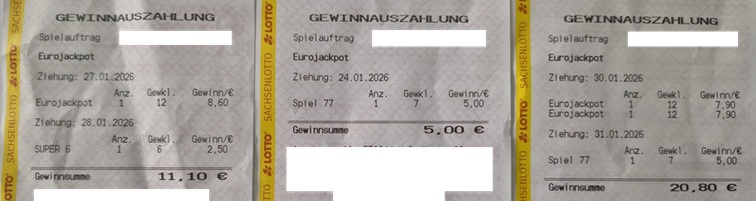 SACHSENLOTTO LOTTO
GEWINNAUSZAHLUNG
Spielauftrag
Eurojackpot
Ziehung: 27.01.2026
Anz. Gewkl. Gewinn/€
Eurojackpot 1 12 8,60
Ziehung: 28.01.2026
Anz. Gewkl. Gewinn/€
SUPER 6 1 6 2,50
Gewinnsumme 11,10 €
SACHSENLOTTO LOTTO
GEWINNAUSZAHLUNG
Spielauftrag
Eurojackpot
Ziehung: 24.01.2026
Anz. Gewkl. Gewinn/€
Spiel 77 1 7 5,00
Gewinnsumme 5,00 €
SACHSENLOTTO LOTTO
GEWINNAUSZAHLUNG
Spielauftrag
Eurojackpot
Ziehung: 30.01.2026
Anz. Gewkl. Gewinn/€
Eurojackpot 1 12 7,90
Eurojackpot 1 12 7,90
Ziehung: 31.01.2026
Anz. Gewkl. Gewinn/€
Spiel 77 1 7 5,00
Gewinnsumme 20,80 €